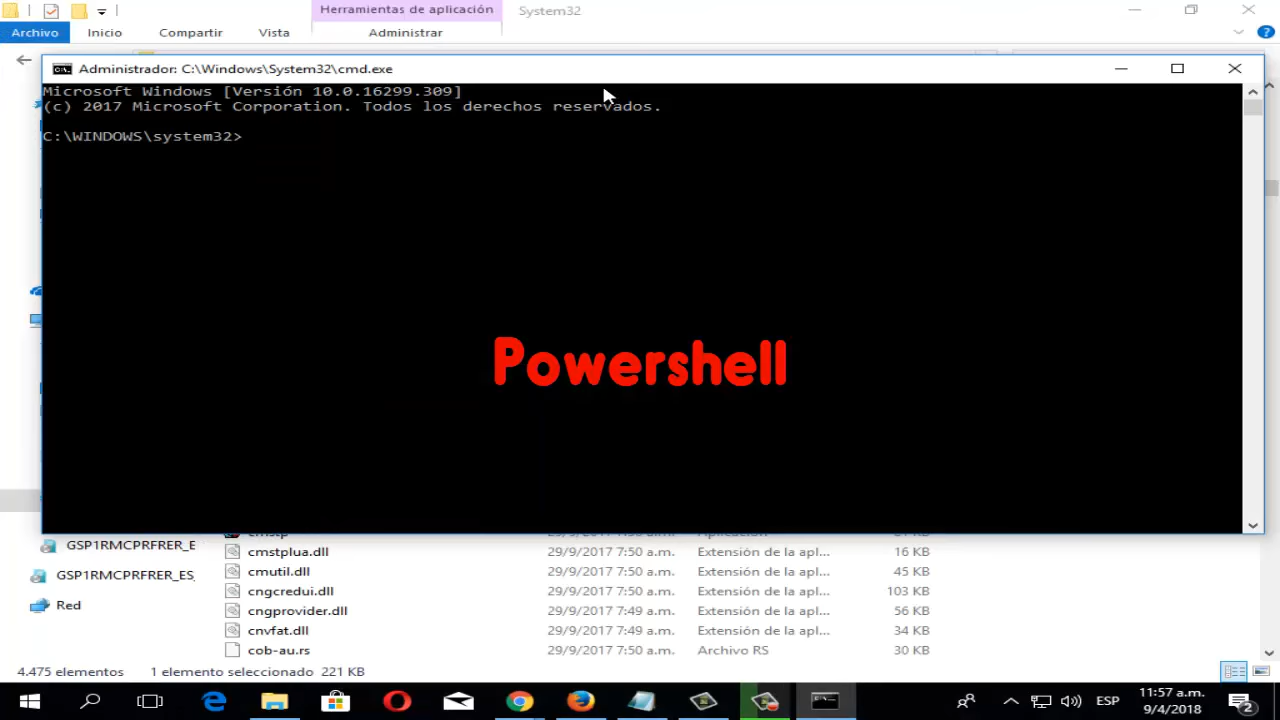 Herramientas de aplicación
System32
Archivo
Inicio
Compartir
Vista
Administrar
Administrador: C:\Windows\System32\cmd.exe
Microsoft Windows [Versión 10.0.16299.309]
(c) 2017 Microsoft Corporation. Todos los derechos reservados.
C:\WINDOWS\system32>
Powershell
GSP1RMCPRFRER_E
GSP1RMCPRFRER_ES
Red
cmstplua.dll 29/9/2017 7:50 a.m. Extensión de la apl... 16 KB
cmutil.dll 29/9/2017 7:50 a.m. Extensión de la apl... 45 KB
cngcredui.dll 29/9/2017 7:50 a.m. Extensión de la apl... 103 KB
cngprovider.dll 29/9/2017 7:49 a.m. Extensión de la apl... 56 KB
cnvfat.dll 29/9/2017 7:49 a.m. Extensión de la apl... 34 KB
cob-au.rs 29/9/2017 7:50 a.m. Archivo RS 30 KB
4.475 elementos 1 elemento seleccionado 221 KB
ESP
11:57 a.m.
9/4/2018
2